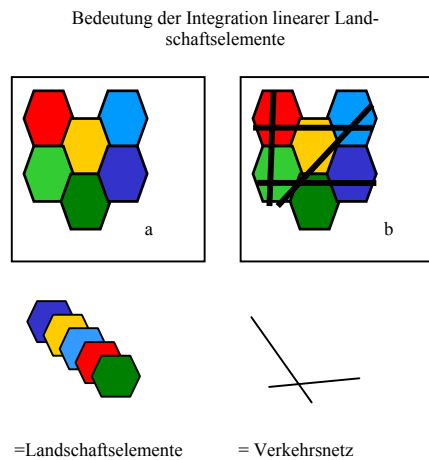 Bedeutung der Integration linearer Land-
schaftselemente
a
b
=Landschaftselemente
= Verkehrsnetz